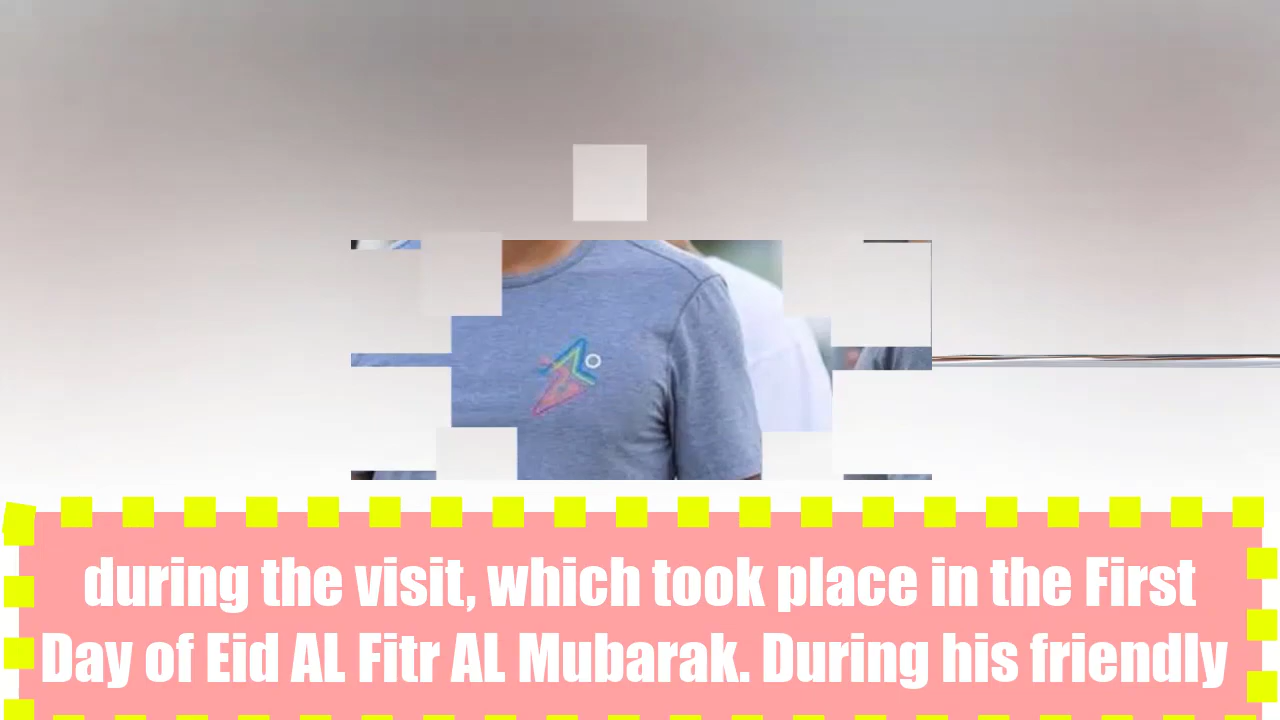 during the visit, which took place in the First
Day of Eid AL Fitr AL Mubarak. During his friendly